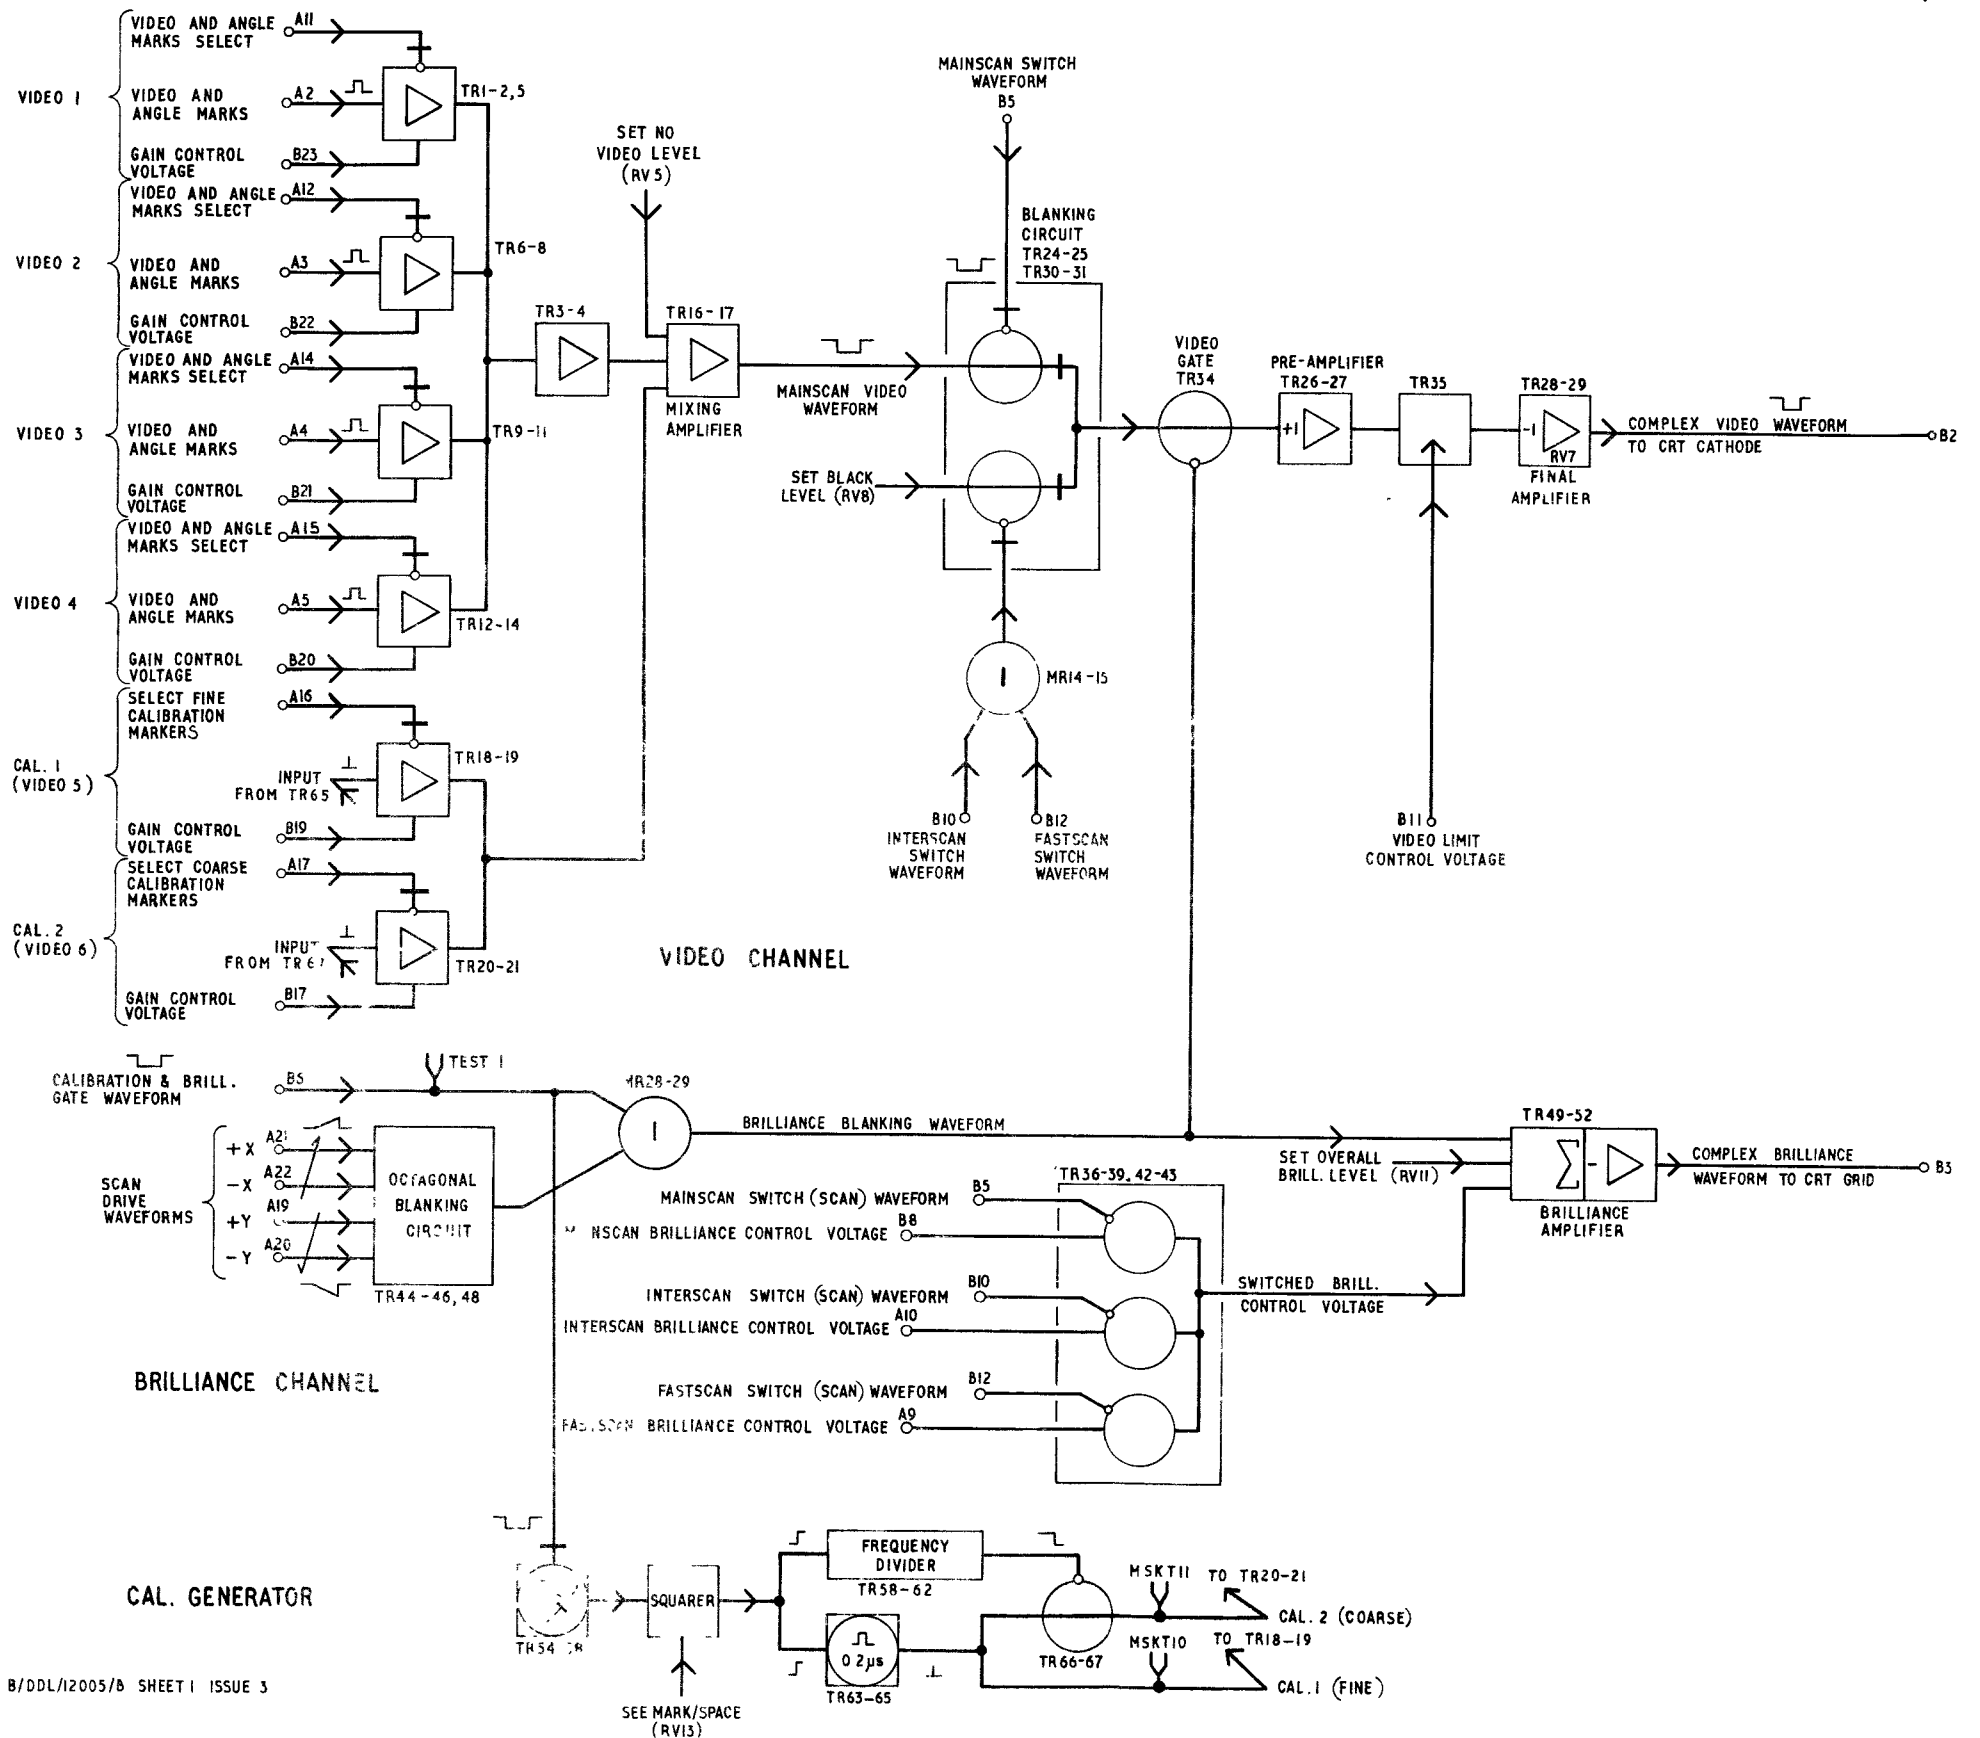 VIDEO 1
VIDEO AND ANGLE
MARKS SELECT
A11
VIDEO AND
ANGLE MARKS
A2
GAIN CONTROL
VOLTAGE
B23
TR1-2,5
VIDEO 2
VIDEO AND ANGLE
MARKS SELECT
A12
VIDEO AND
ANGLE MARKS
A3
GAIN CONTROL
VOLTAGE
B22
TR6-8
VIDEO 3
VIDEO AND ANGLE
MARKS SELECT
A14
VIDEO AND
ANGLE MARKS
A4
GAIN CONTROL
VOLTAGE
B21
TR9-11
VIDEO 4
VIDEO AND ANGLE
MARKS SELECT
A15
VIDEO AND
ANGLE MARKS
A5
GAIN CONTROL
VOLTAGE
B20
TR12-14
CAL. 1
(VIDEO 5)
SELECT FINE
CALIBRATION
MARKERS
A16
INPUT
FROM TR65
GAIN CONTROL
VOLTAGE
B19
TR18-19
CAL. 2
(VIDEO 6)
SELECT COARSE
CALIBRATION
MARKERS
A17
INPUT
FROM
GAIN CONTROL
VOLTAGE
B17
TR20-21
SET NO
VIDEO LEVEL
(RV5)
TR3-4
TR16-17
MIXING
AMPLIFIER
MAINSCAN VIDEO
WAVEFORM
MAINSCAN SWITCH
WAVEFORM
B5
BLANKING
CIRCUIT
TR24-25
TR30-31
SET BLACK
LEVEL (RV8)
MR14-15
B10
INTERSCAN
SWITCH
WAVEFORM
B12
FASTSCAN
SWITCH
WAVEFORM
VIDEO
GATE
TR34
PRE-AMPLIFIER
TR26-27
+1
TR35
B11
VIDEO LIMIT
CONTROL VOLTAGE
TR28-29
-1
RV7
FINAL
AMPLIFIER
COMPLEX VIDEO WAVEFORM
TO CRT CATHODE
B2
VIDEO CHANNEL
CALIBRATION & BRILL.
GATE WAVEFORM
TEST 1
MR28-29
BRILLIANCE BLANKING WAVEFORM
SCAN
DRIVE
WAVEFORMS
+X
A21
-X
A22
+Y
A19
-Y
A20
OCTAGONAL
BLANKING
CIRCUIT
TR44-46,48
TR36-39,42-43
MAINSCAN SWITCH (SCAN) WAVEFORM
B5
BRILLIANCE CONTROL VOLTAGE
B8
INTERSCAN SWITCH (SCAN) WAVEFORM
B10
INTERSCAN BRILLIANCE CONTROL VOLTAGE
A10
FASTSCAN SWITCH (SCAN) WAVEFORM
B12
BRILLIANCE CONTROL VOLTAGE
A9
SWITCHED BRILL.
CONTROL VOLTAGE
SET OVERALL
BRILL. LEVEL (RV11)
TR49-52
Σ
-
BRILLIANCE
AMPLIFIER
COMPLEX BRILLIANCE
WAVEFORM TO CRT GRID
B3
BRILLIANCE CHANNEL
CAL. GENERATOR
SQUARER
SEE MARK/SPACE
(RV13)
FREQUENCY
DIVIDER
TR58-62
0.2µs
TR63-65
TR66-67
MSKT11
TO TR20-21
CAL. 2 (COARSE)
MSKT10
TO TR18-19
CAL. 1 (FINE)
B/DDL/12005/B SHEET 1 ISSUE 3